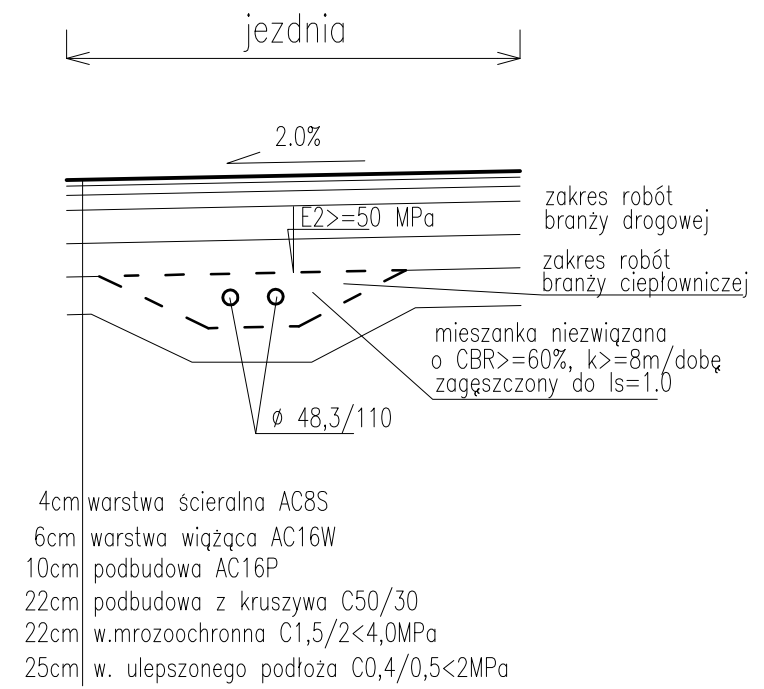 jezdnia
2.0%
E2>=50 MPa
zakres robót
branży drogowej
zakres robót
branży ciepłowniczej
mieszanka niezwiązana
o CBR>=60%, k>=8m/dobę
zagęszczony do Is=1.0
ø 48,3/110
4cm warstwa ścieralna AC8S
6cm warstwa wiążąca AC16W
10cm podbudowa AC16P
22cm podbudowa z kruszywa C50/30
22cm w.mrozoochronna C1,5/2<4,0MPa
25cm w. ulepszonego podłoża C0,4/0,5<2MPa